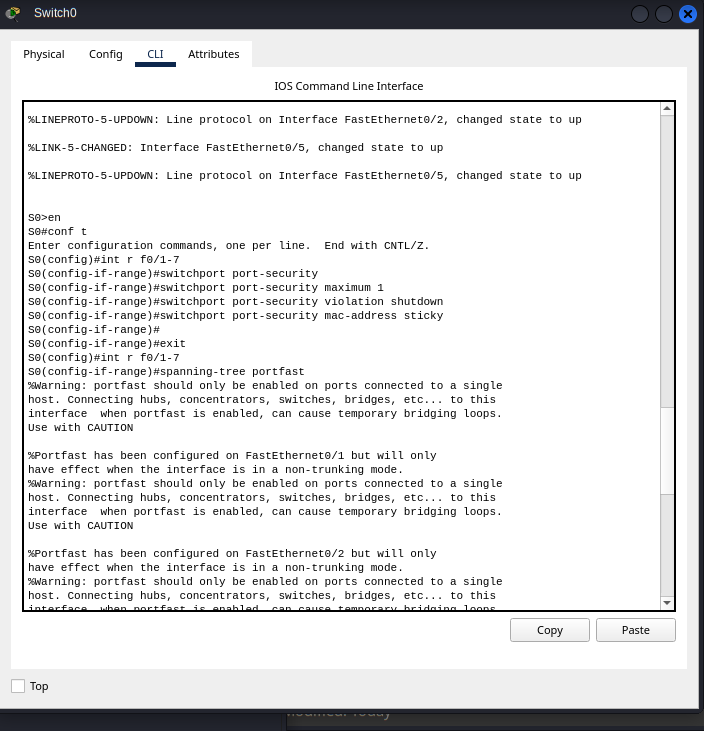 Switch0
Physical
Config
CLI
Attributes
IOS Command Line Interface
%LINEPROTO-5-UPDOWN: Line protocol on Interface FastEthernet0/2, changed state to up
%LINK-5-CHANGED: Interface FastEthernet0/5, changed state to up
%LINEPROTO-5-UPDOWN: Line protocol on Interface FastEthernet0/5, changed state to up
S0>en
S0#conf t
Enter configuration commands, one per line.  End with CNTL/Z.
S0(config)#int r f0/1-7
S0(config-if-range)#switchport port-security
S0(config-if-range)#switchport port-security maximum 1
S0(config-if-range)#switchport port-security violation shutdown
S0(config-if-range)#switchport port-security mac-address sticky
S0(config-if-range)#
S0(config-if-range)#exit
S0(config)#int r f0/1-7
S0(config-if-range)#spanning-tree portfast
%Warning: portfast should only be enabled on ports connected to a single
host. Connecting hubs, concentrators, switches, bridges, etc... to this
interface  when portfast is enabled, can cause temporary bridging loops.
Use with CAUTION
%Portfast has been configured on FastEthernet0/1 but will only
have effect when the interface is in a non-trunking mode.
%Warning: portfast should only be enabled on ports connected to a single
host. Connecting hubs, concentrators, switches, bridges, etc... to this
interface  when portfast is enabled, can cause temporary bridging loops.
Use with CAUTION
%Portfast has been configured on FastEthernet0/2 but will only
have effect when the interface is in a non-trunking mode.
%Warning: portfast should only be enabled on ports connected to a single
host. Connecting hubs, concentrators, switches, bridges, etc... to this
interface  when portfast is enabled, can cause temporary bridging loops.
Copy
Paste
Top